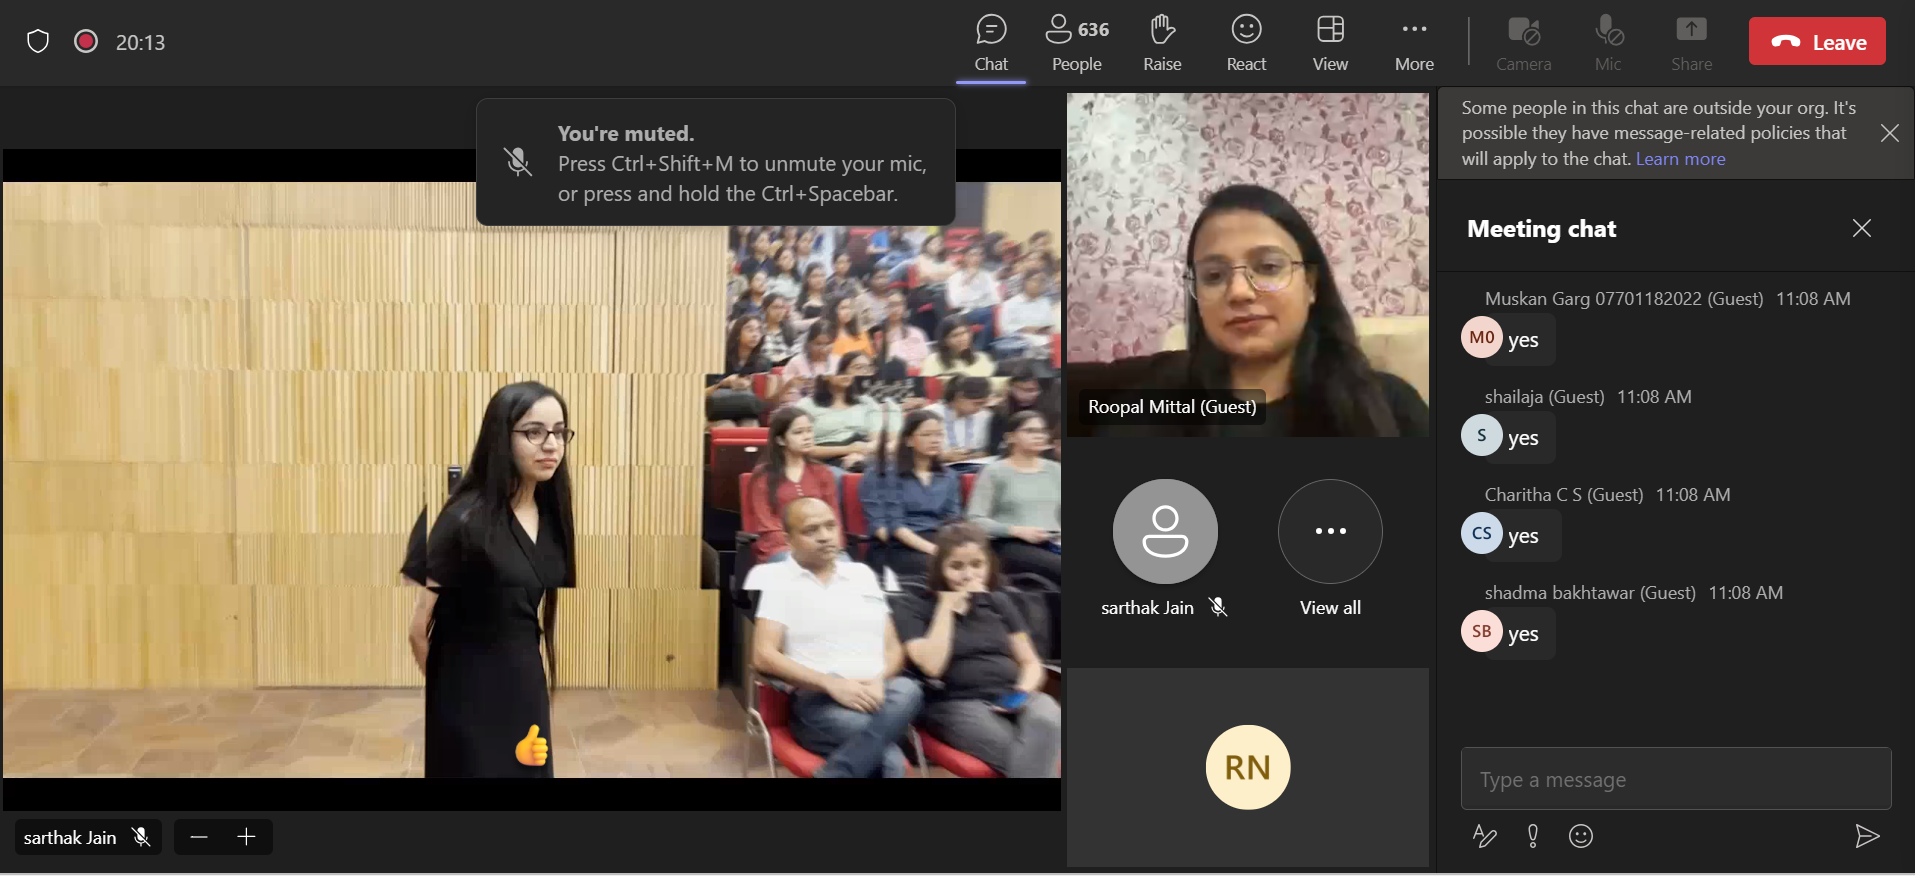 20:13
Chat
636
People
Raise
React
View
More
Camera
Mic
Share
Leave
You're muted.
Press Ctrl+Shift+M to unmute your mic,
or press and hold the Ctrl+Spacebar.
Roopal Mittal (Guest)
sarthak Jain
View all
RN
sarthak Jain
Some people in this chat are outside your org. It's
possible they have message-related policies that
will apply to the chat. Learn more
Meeting chat
Muskan Garg 07701182022 (Guest) 11:08 AM
M0
yes
shailaja (Guest) 11:08 AM
S
yes
Charitha C S (Guest) 11:08 AM
CS
yes
shadma bakhtawar (Guest) 11:08 AM
SB
yes
Type a message